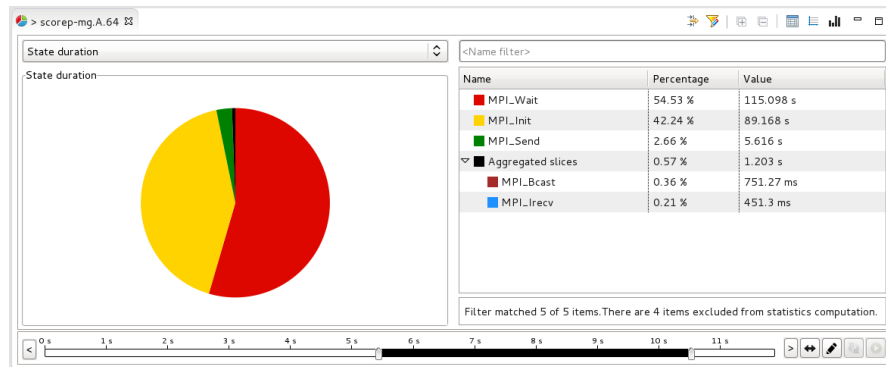 > scorep-mg.A.64
State duration
<Name filter>
State duration
Name Percentage Value
MPI_Wait 54.53 % 115.098 s
MPI_Init 42.24 % 89.168 s
MPI_Send 2.66 % 5.616 s
Aggregated slices 0.57 % 1.203 s
MPI_Bcast 0.36 % 751.27 ms
MPI_Irecv 0.21 % 451.3 ms
Filter matched 5 of 5 items.There are 4 items excluded from statistics computation.
< 0 s 1 s 2 s 3 s 4 s 5 s 6 s 7 s 8 s 9 s 10 s 11 s >